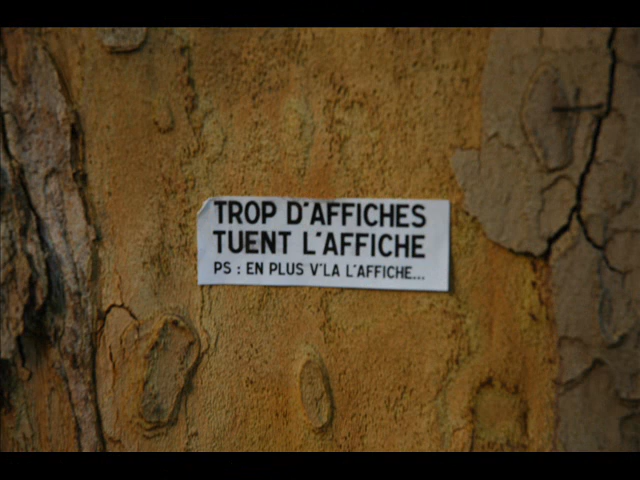 TROP D'AFFICHES
TUENT L'AFFICHE
PS : EN PLUS V'LA L'AFFICHE...